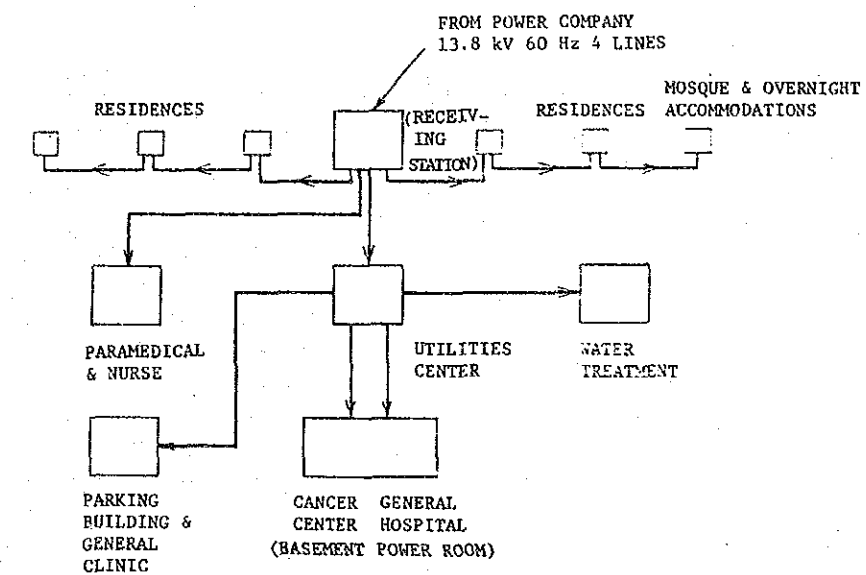 FROM POWER COMPANY
13.8 kV 60 Hz 4 LINES
MOSQUE & OVERNIGHT
ACCOMMODATIONS
RESIDENCES
(RECEIV-
ING
STATION)
RESIDENCES
PARAMEDICAL
& NURSE
UTILITIES
CENTER
WATER
TREATMENT
PARKING
BUILDING &
GENERAL
CLINIC
CANCER GENERAL
CENTER HOSPITAL
(BASEMENT POWER ROOM)